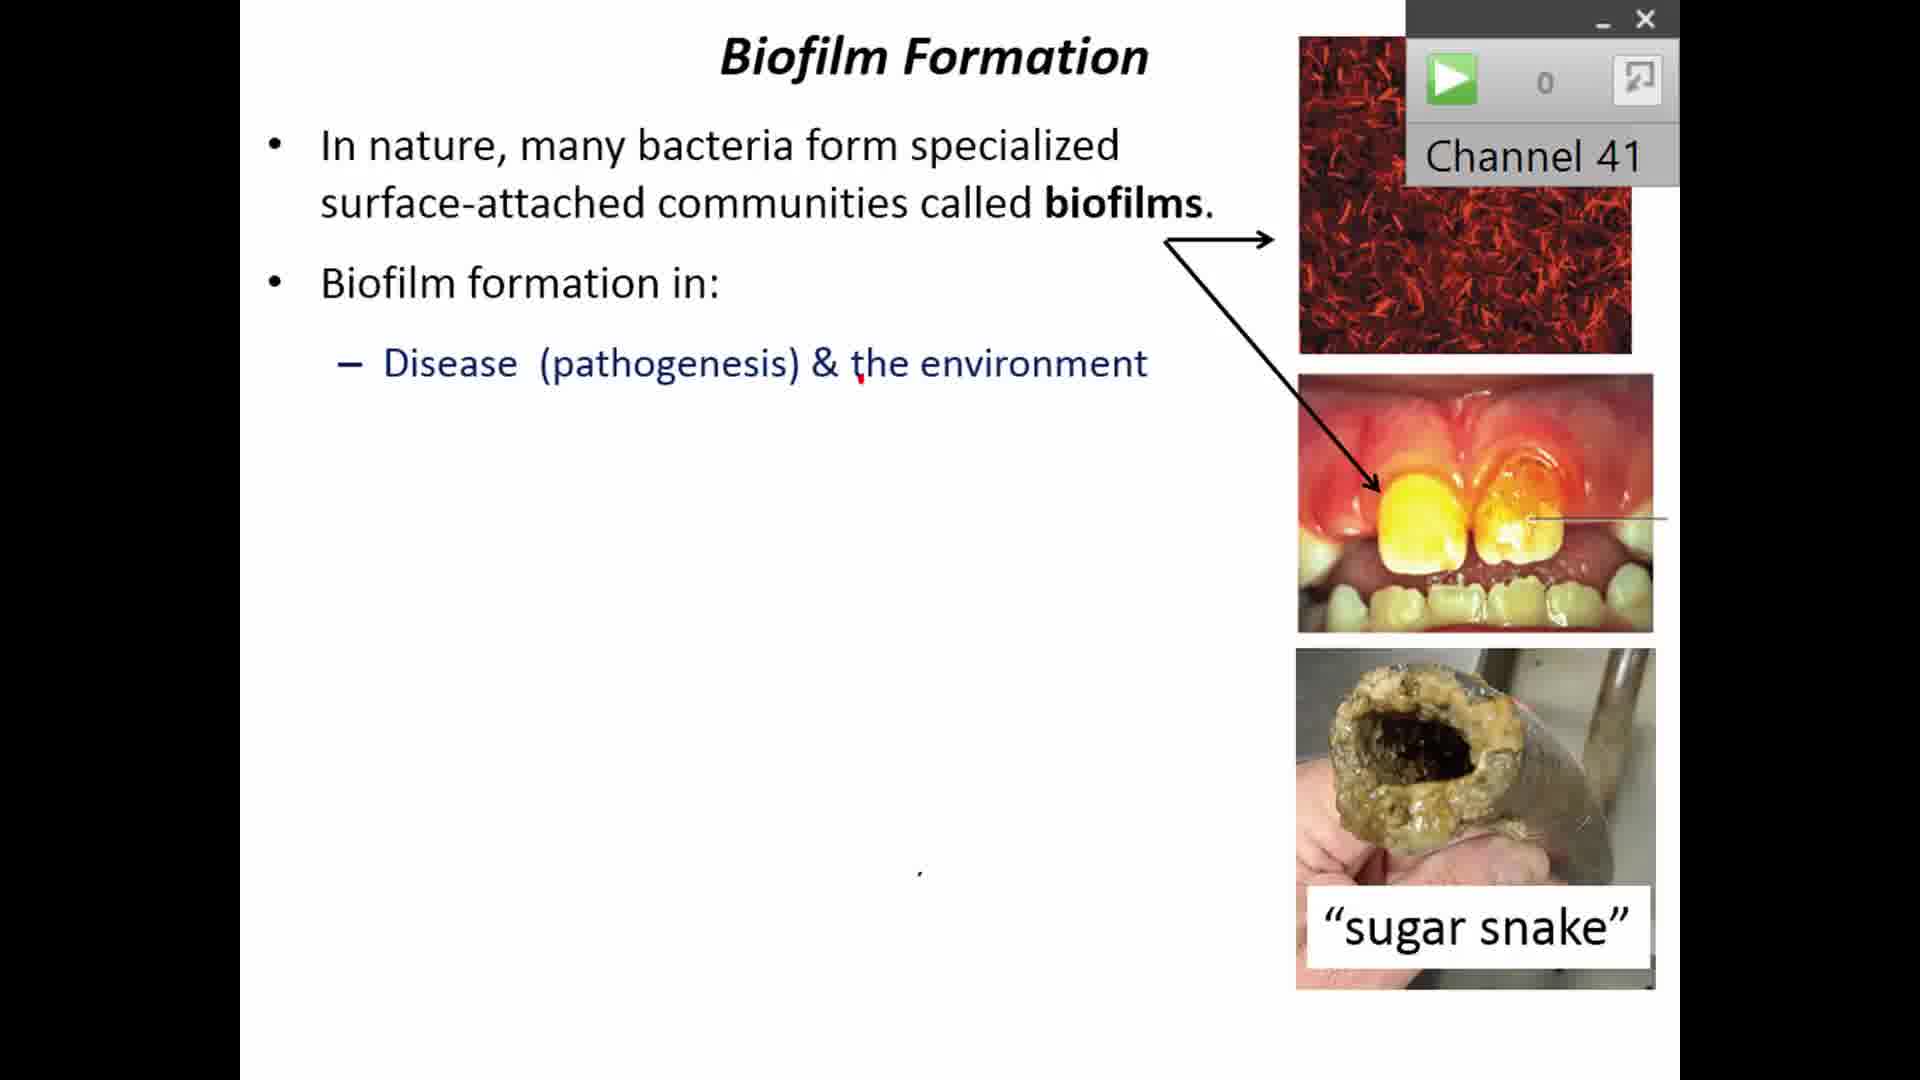 Biofilm Formation
• In nature, many bacteria form specialized
surface-attached communities called biofilms.
• Biofilm formation in:
– Disease (pathogenesis) & the environment
0
Channel 41
“sugar snake”